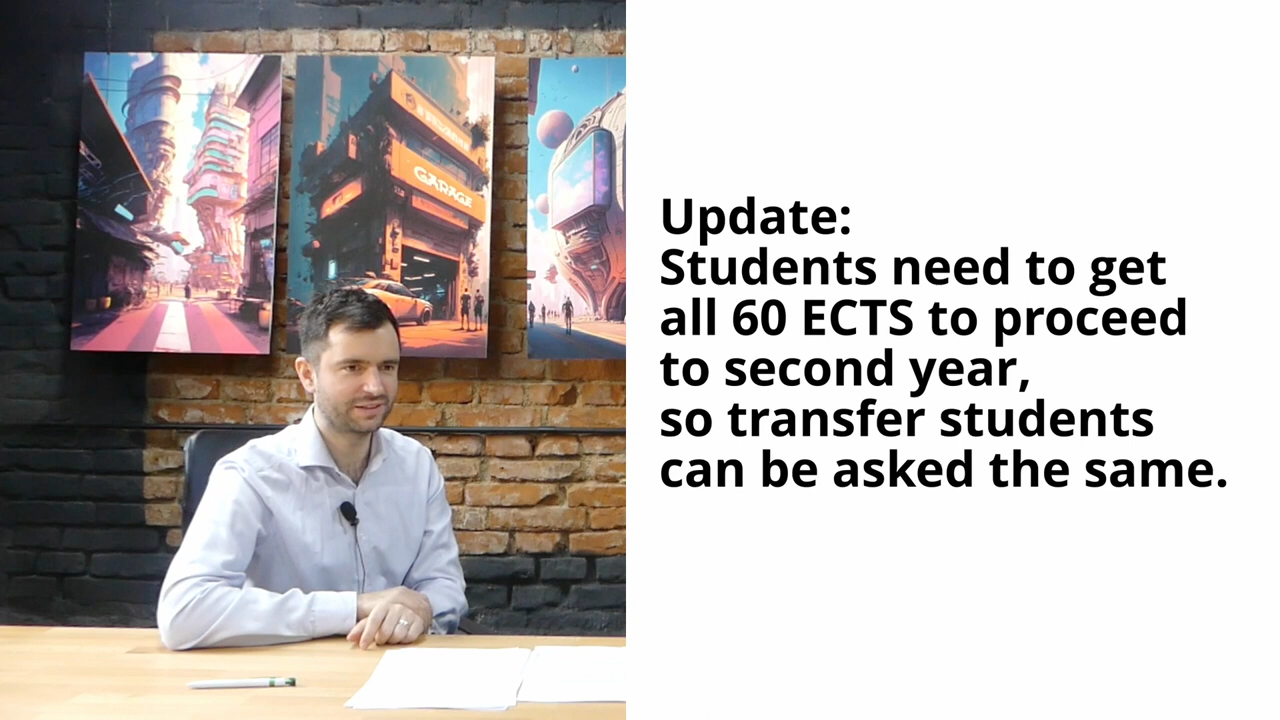 GARAGE
Update:
Students need to get
all 60 ECTS to proceed
to second year,
so transfer students
can be asked the same.